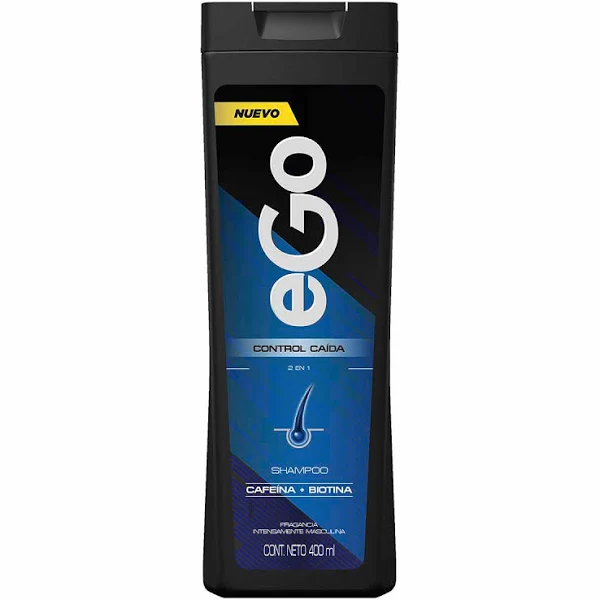 NUEVO
eGo
CONTROL CAÍDA
2 EN 1
SHAMPOO
CAFEÍNA + BIOTINA
FRAGANCIA
INTENSAMENTE MASCULINA
CONT. NETO 400 ml